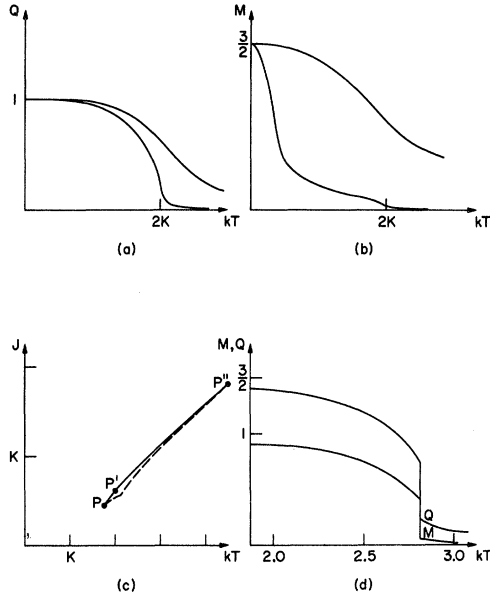 Q
1
2K
kT
(a)
M
3/2
2K
kT
(b)
J
K
P"
P'
P
K
kT
(c)
M, Q
3/2
1
Q
M
2.0
2.5
3.0
kT
(d)